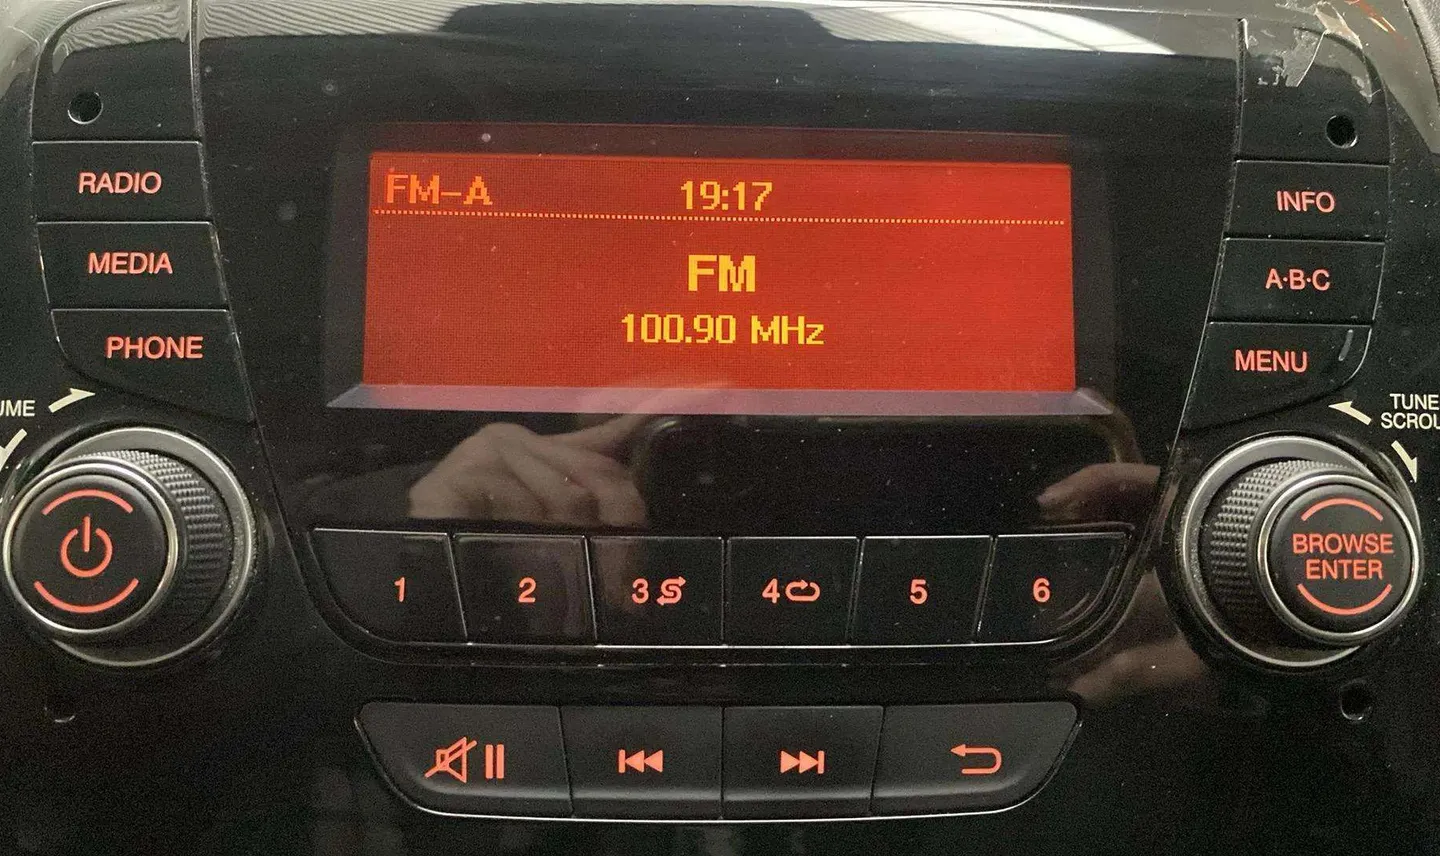 FM-A 19:17
FM
100.90 MHz
RADIO
MEDIA
PHONE
INFO
A·B·C
MENU
TUNE
BROWSE
ENTER
1 2 3 4 5 6